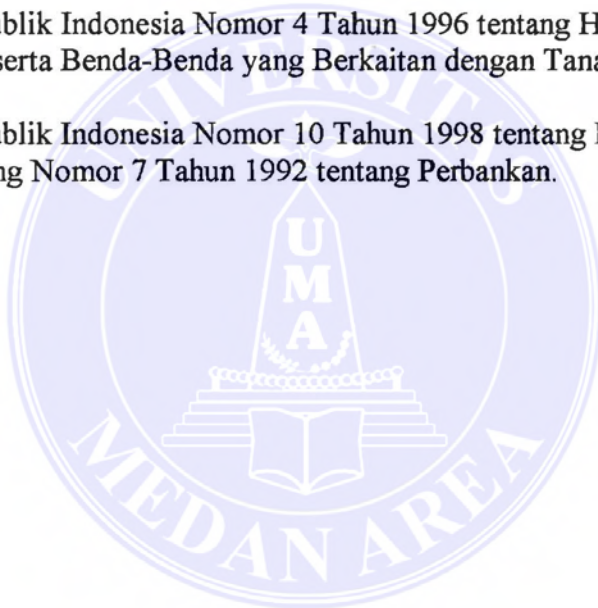 ublik Indonesia Nomor 4 Tahun 1996 tentang H
serta Benda-Benda yang Berkaitan dengan Tana
ublik Indonesia Nomor 10 Tahun 1998 tentang
ng Nomor 7 Tahun 1992 tentang Perbankan.
UNIVERSITAS
UMA
MEDAN AREA